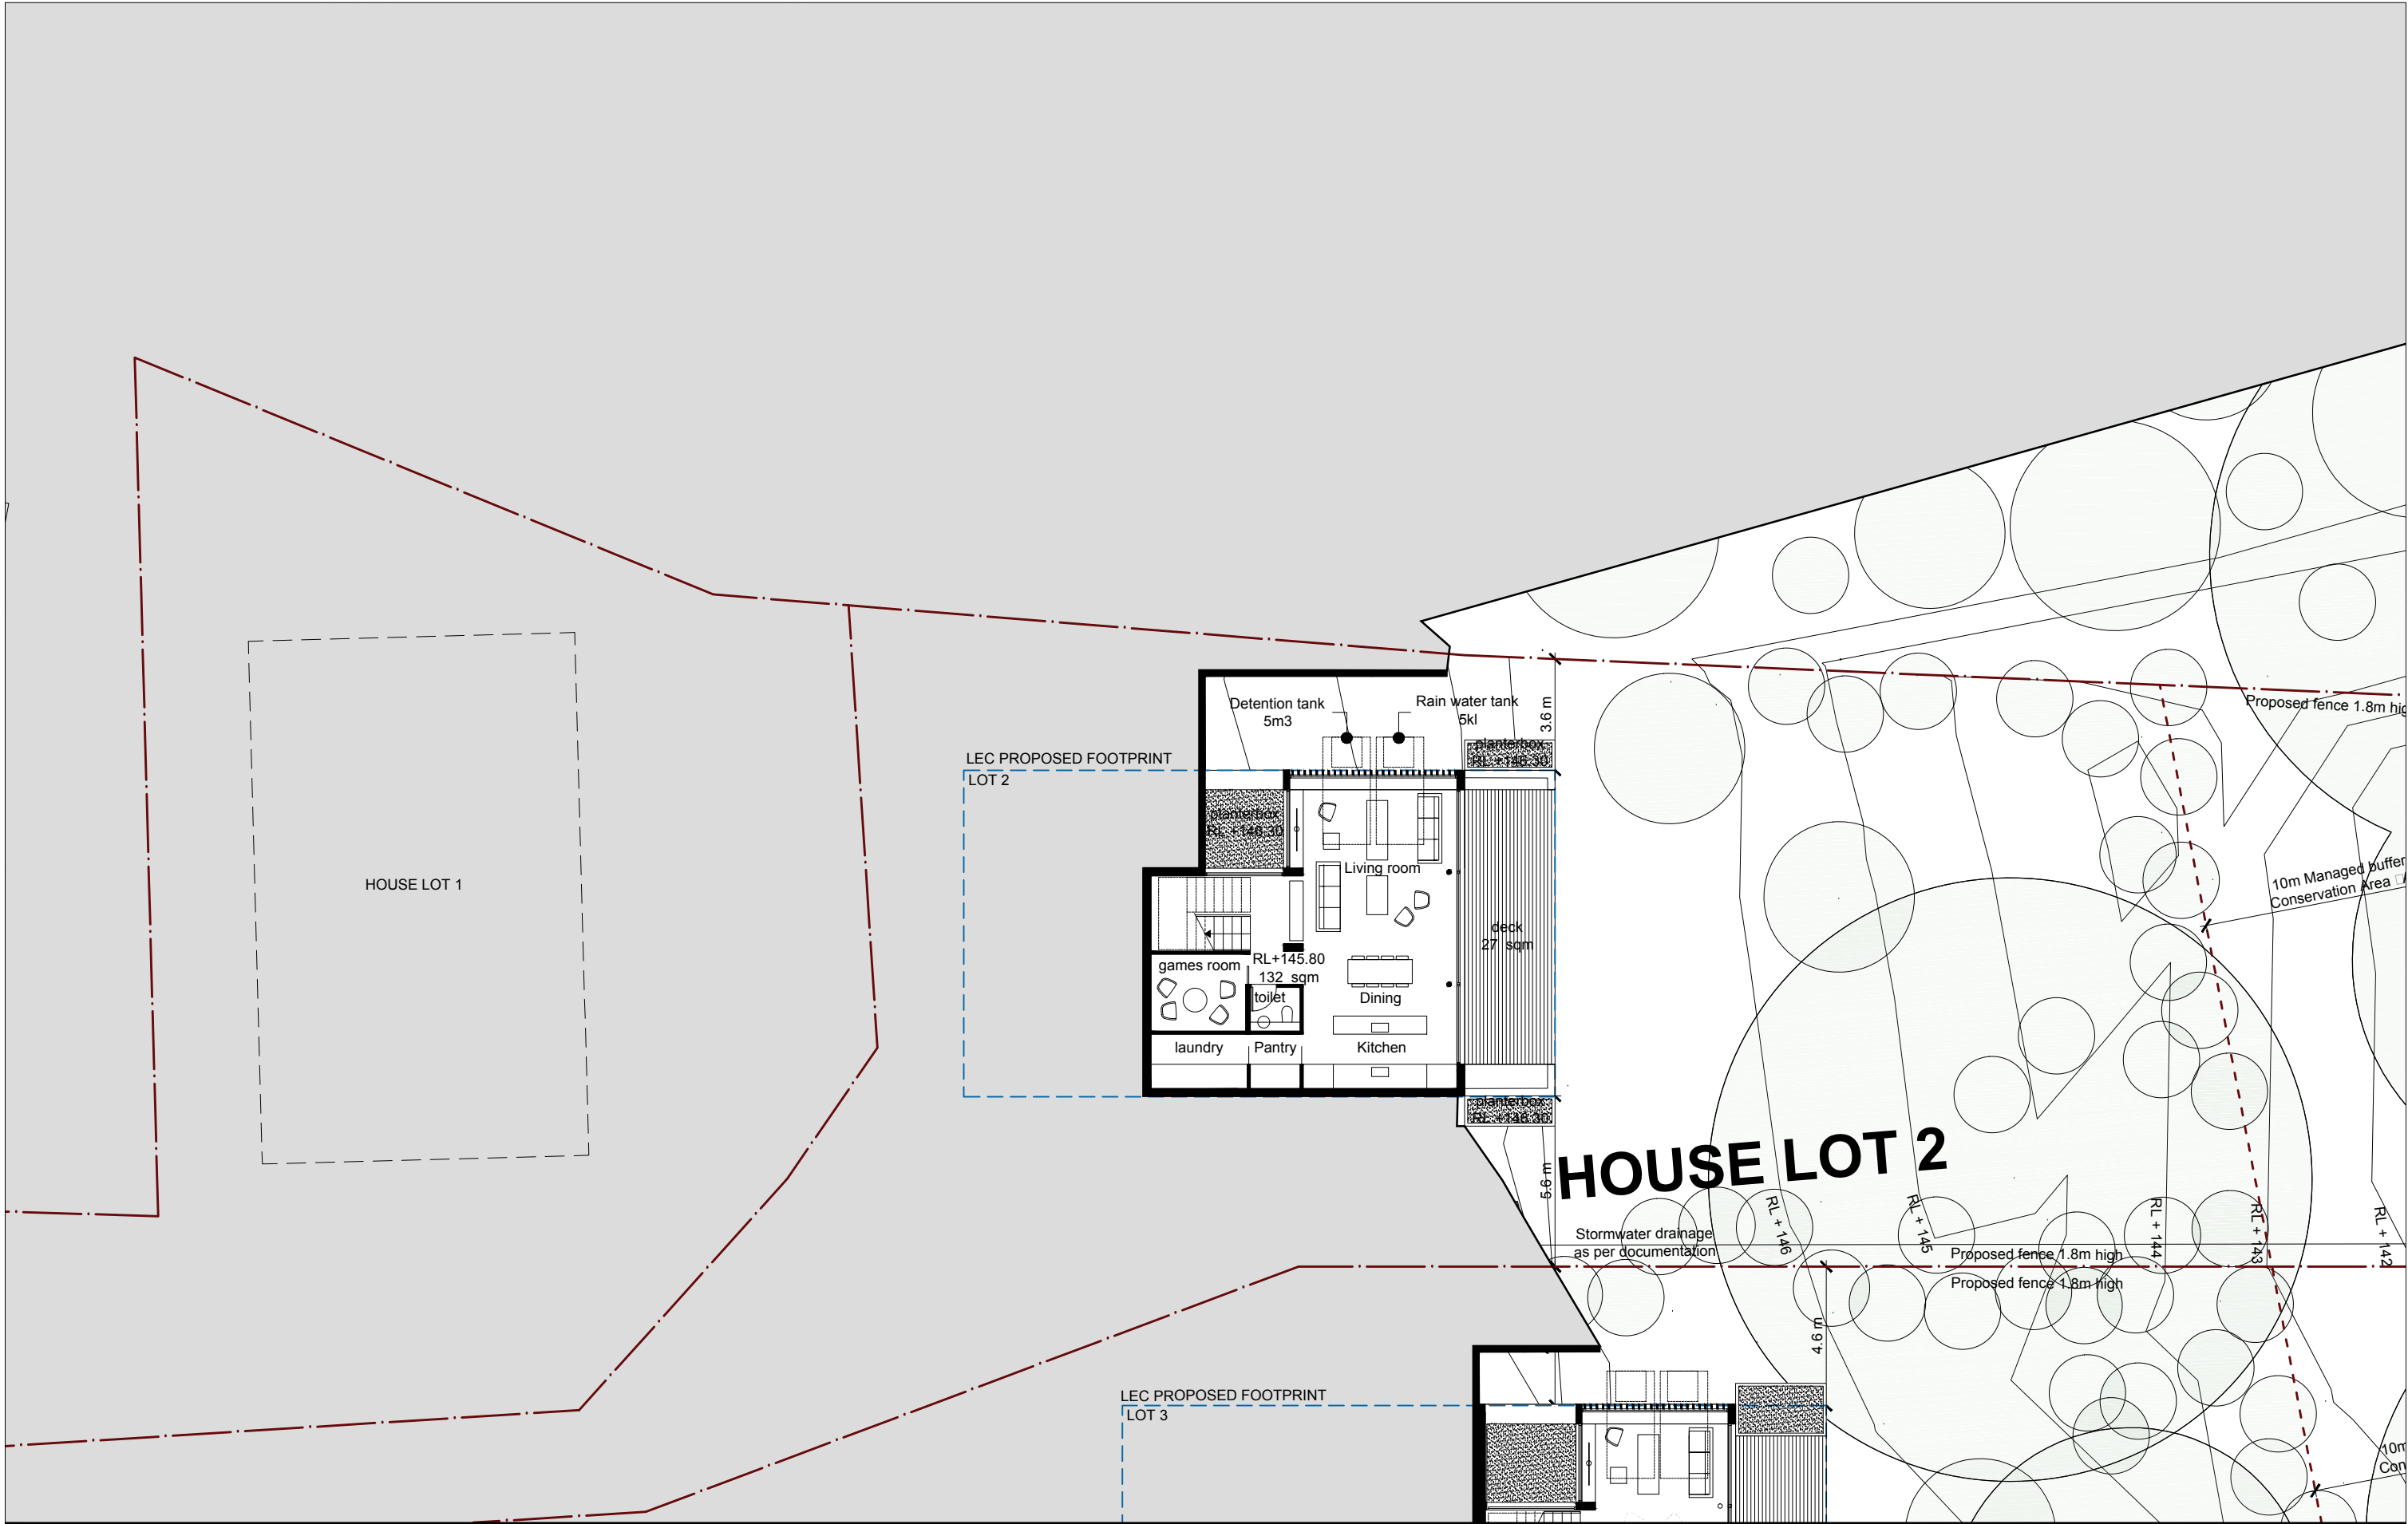 Proposed fence 1.8m hig
Detention tank
5m3
Rain water tank
5kl
3.6 m
planterbox
RL +146.30
LEC PROPOSED FOOTPRINT
LOT 2
planterbox
RL +146.30
Living room
HOUSE LOT 1
10m Managed buffer
Conservation Area
deck
27 sqm
games room
RL+145.80
132 sqm
toilet
Dining
laundry
Pantry
Kitchen
planterbox
RL +146.30
HOUSE LOT 2
5.6 m
Stormwater drainage
as per documentation
RL + 146
RL + 145
RL + 144
RL + 143
RL + 142
Proposed fence 1.8m high
Proposed fence 1.8m high
4.6 m
LEC PROPOSED FOOTPRINT
LOT 3
10m
Con